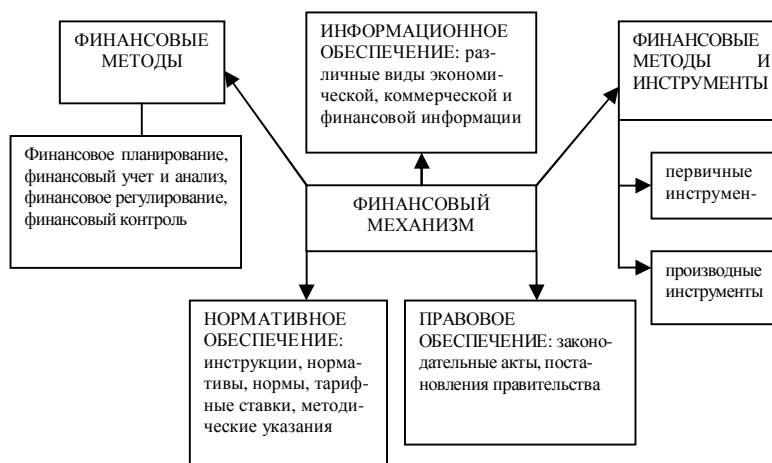 ФИНАНСОВЫЕ
МЕТОДЫ
ИНФОРМАЦИОННОЕ
ОБЕСПЕЧЕНИЕ: раз-
личные виды экономи-
ческой, коммерческой и
финансовой информации
ФИНАНСОВЫЕ
МЕТОДЫ И
ИНСТРУМЕНТЫ
Финансовое планирование,
финансовый учет и анализ,
финансовое регулирование,
финансовый контроль
ФИНАНСОВЫЙ
МЕХАНИЗМ
первичные
инструмен-
производные
инструменты
НОРМАТИВНОЕ
ОБЕСПЕЧЕНИЕ:
инструкции, норма-
тивы, нормы, тариф-
ные ставки, методи-
ческие указания
ПРАВОВОЕ
ОБЕСПЕЧЕНИЕ: законо-
дательные акты, поста-
новления правительства